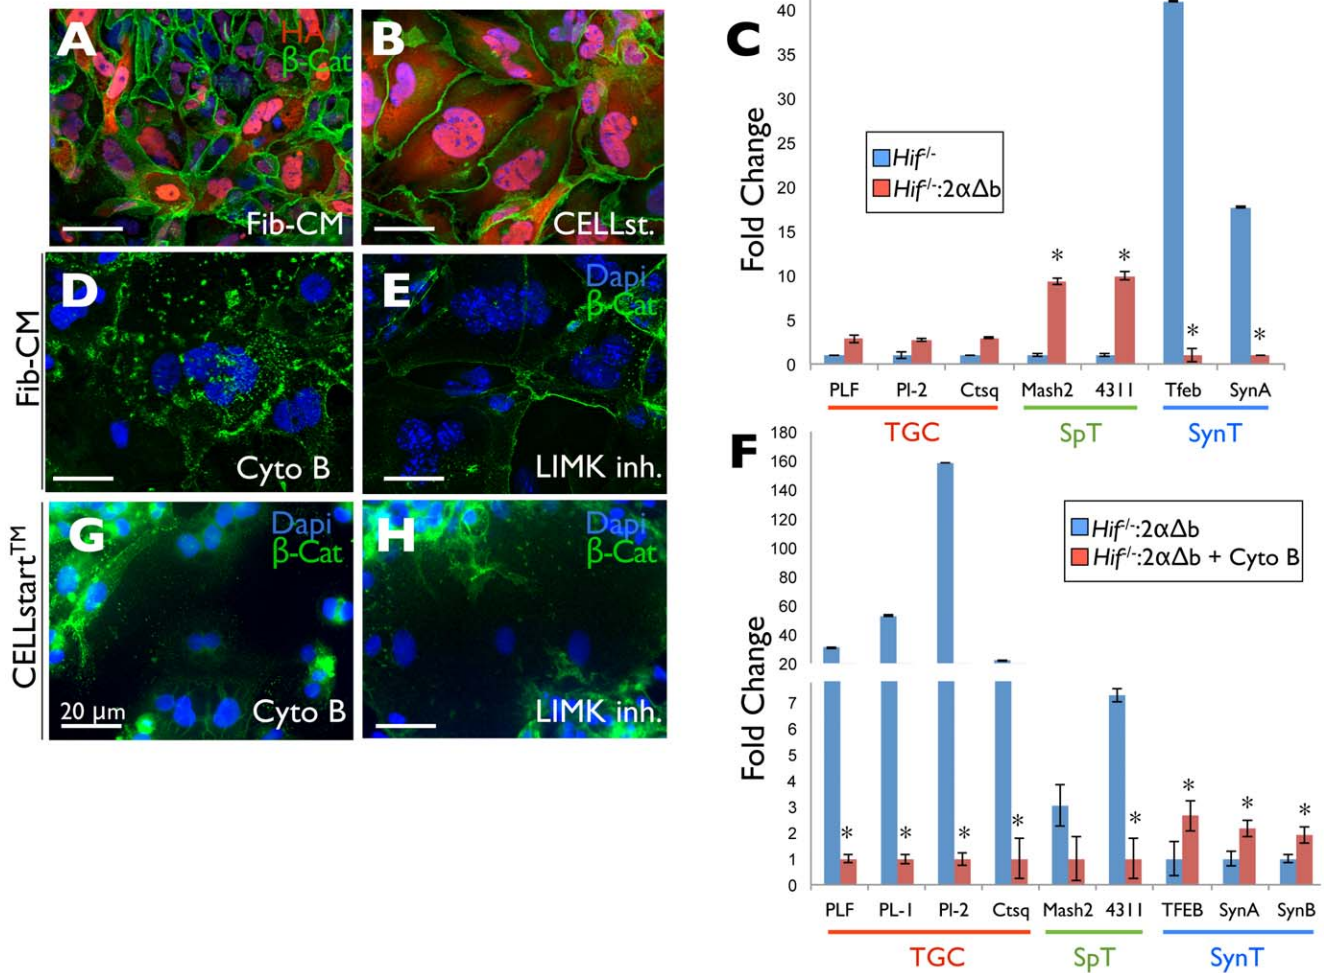 A
HA
β-Cat
Fib-CM
B
CELLst.
C
Fold Change
40
35
30
25
20
15
10
5
0
Hif-/-
Hif-/-:2αΔb
*
*
*
*
PLF
Pl-2
Ctsq
Mash2
4311
Tfeb
SynA
TGC
SpT
SynT
Fib-CM
D
Cyto B
E
Dapi
β-Cat
LIMK inh.
CELLstart™
G
Dapi
β-Cat
20 μm
Cyto B
H
Dapi
β-Cat
LIMK inh.
F
Fold Change
180
160
140
120
100
80
60
40
20
7
6
5
4
3
2
1
0
Hif-/-:2αΔb
Hif-/-:2αΔb + Cyto B
*
*
*
*
*
*
*
*
PLF
PL-1
Pl-2
Ctsq
Mash2
4311
TFEB
SynA
SynB
TGC
SpT
SynT